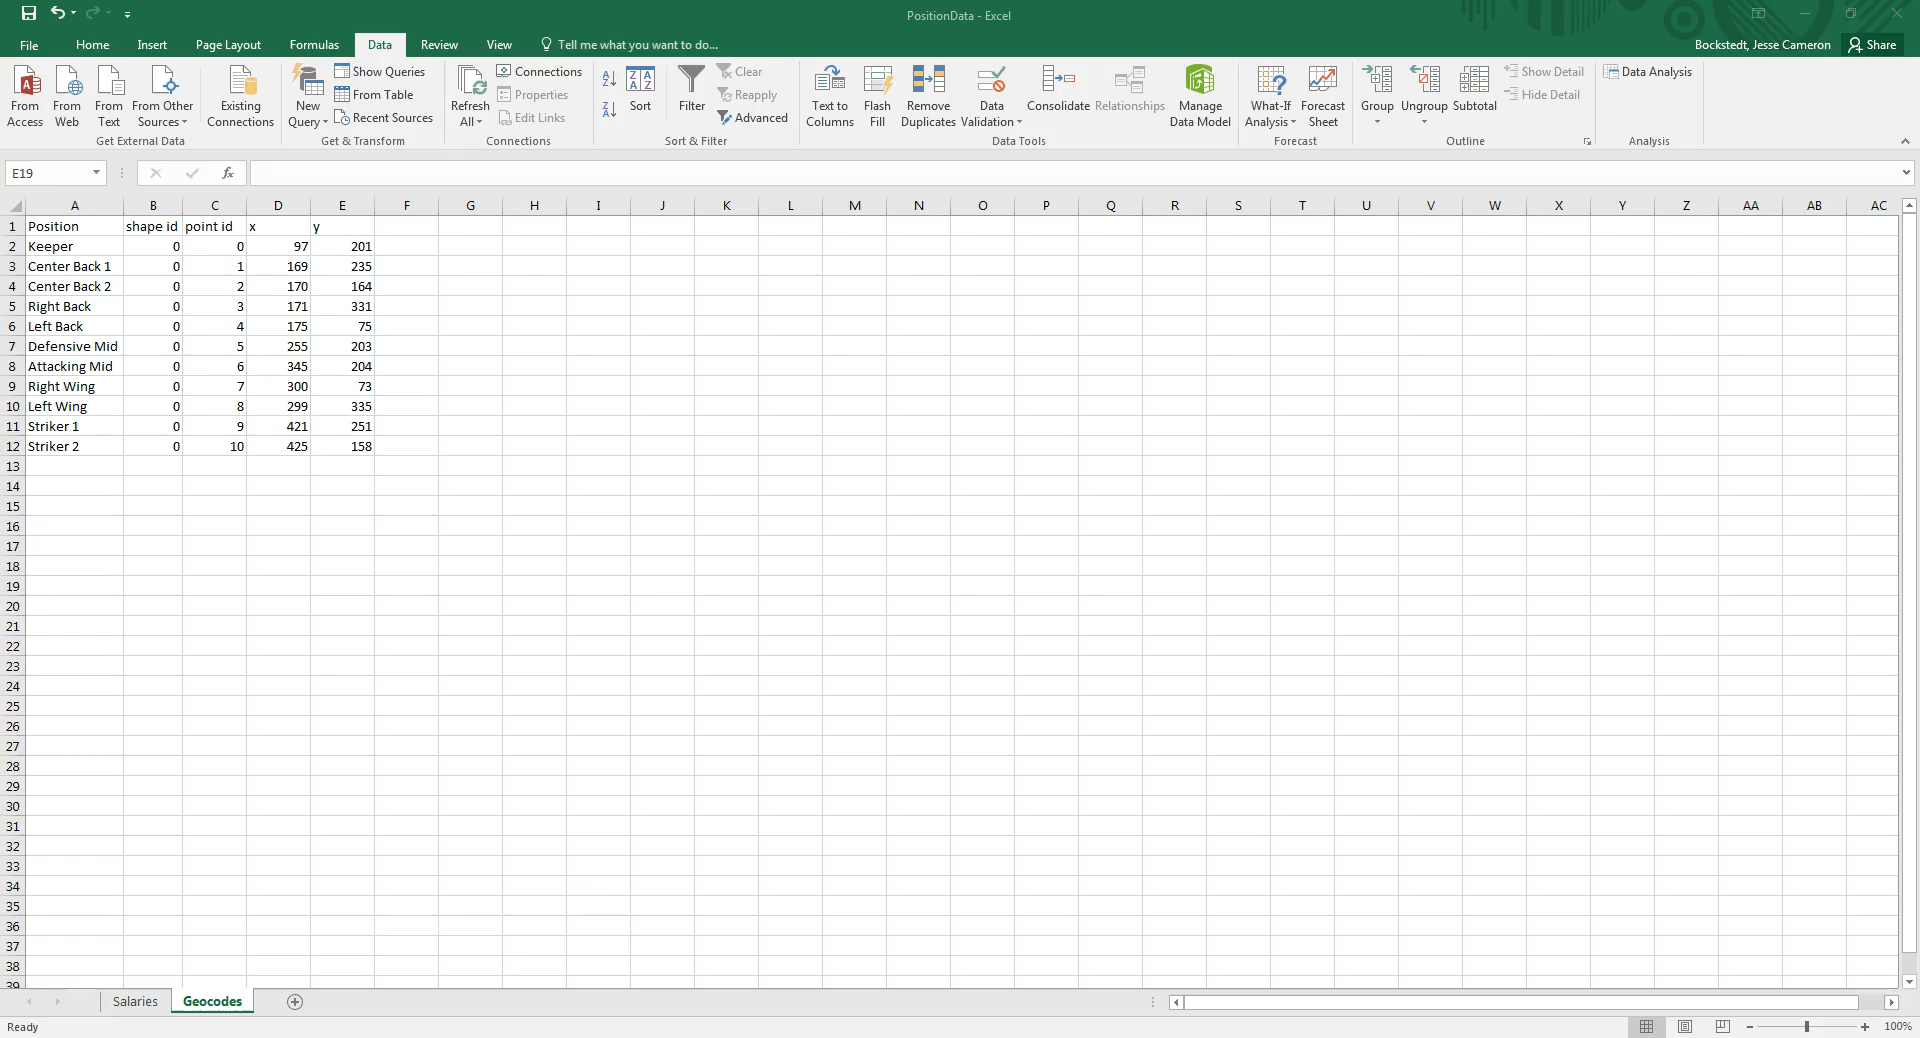 PositionData - Excel
File Home Insert Page Layout Formulas Data Review View Tell me what you want to do... Bockstedt, Jesse Cameron Share
From Access
From Web
From Text
From Other Sources
Existing Connections
Get External Data
New Query
Show Queries
From Table
Recent Sources
Get & Transform
Refresh All
Connections
Properties
Edit Links
Connections
Sort
Filter
Clear
Reapply
Advanced
Sort & Filter
Text to Columns
Flash Fill
Remove Duplicates
Data Validation
Consolidate
Relationships
Manage Data Model
Data Tools
What-If Analysis
Forecast Sheet
Forecast
Group
Ungroup
Subtotal
Show Detail
Hide Detail
Outline
Data Analysis
Analysis
E19 fx
A B C D E F G H I J K L M N O P Q R S T U V W X Y Z AA AB AC
1 Position shape id point id x y
2 Keeper 0 0 97 201
3 Center Back 1 0 1 169 235
4 Center Back 2 0 2 170 164
5 Right Back 0 3 171 331
6 Left Back 0 4 175 75
7 Defensive Mid 0 5 255 203
8 Attacking Mid 0 6 345 204
9 Right Wing 0 7 300 73
10 Left Wing 0 8 299 335
11 Striker 1 0 9 421 251
12 Striker 2 0 10 425 158
13
14
15
16
17
18
19
20
21
22
23
24
25
26
27
28
29
30
31
32
33
34
35
36
37
38
39
Salaries Geocodes
Ready 100%